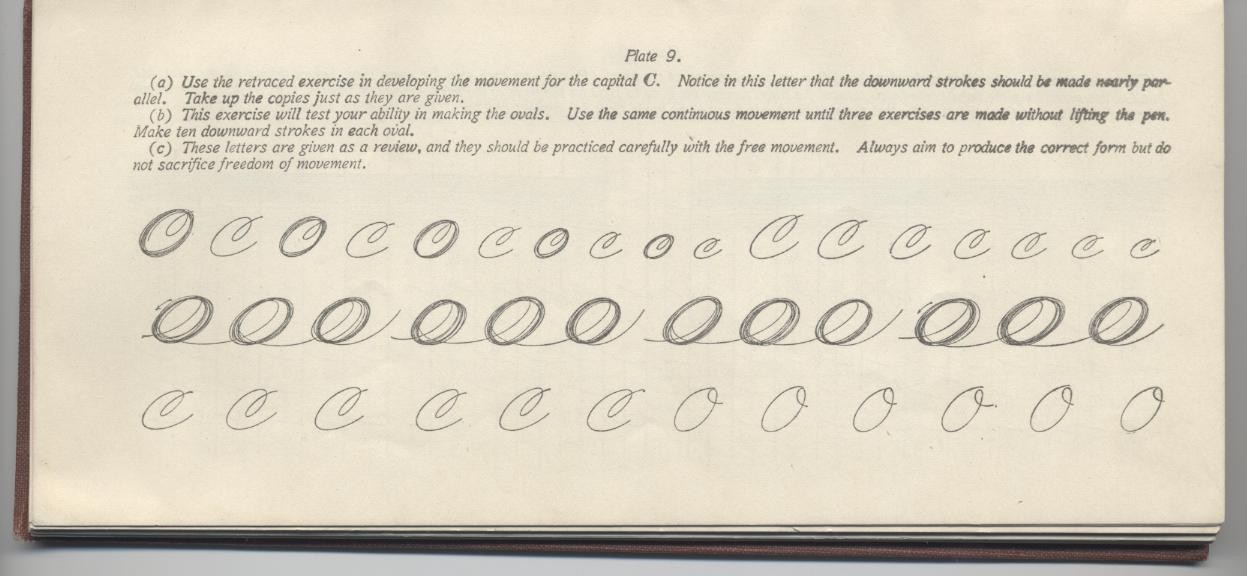 Plate 9.
(a) Use the retraced exercise in developing the movement for the capital C. Notice in this letter that the downward strokes should be made nearly par-
allel. Take up the copies just as they are given.
(b) This exercise will test your ability in making the ovals. Use the same continuous movement until three exercises are made without lifting the pen.
Make ten downward strokes in each oval.
(c) These letters are given as a review, and they should be practiced carefully with the free movement. Always aim to produce the correct form but do
not sacrifice freedom of movement.
O C O C O C O C O C C C C C C C C
O O O O O O O O O O O O
C C C C C C O O O O O O